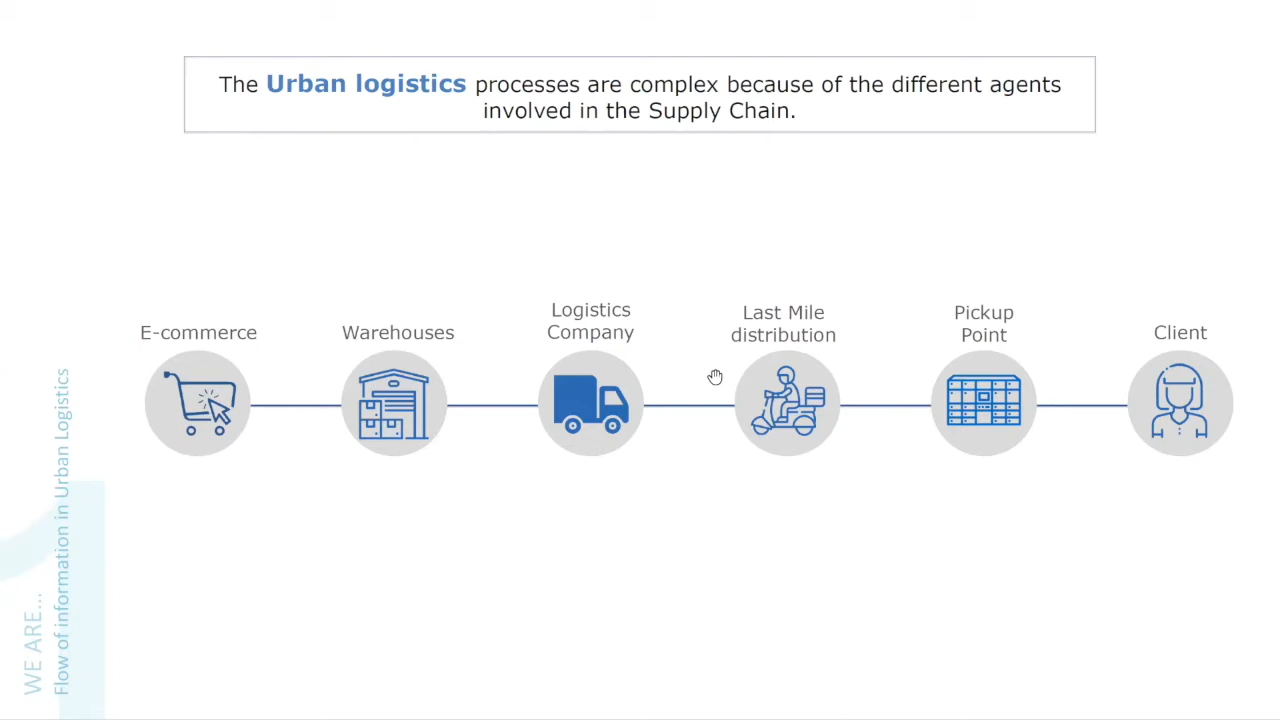 The Urban logistics processes are complex because of the different agents
involved in the Supply Chain.
E-commerce
Warehouses
Logistics
Company
Last Mile
distribution
Pickup
Point
Client
WE ARE...
Flow of information in Urban Logistics